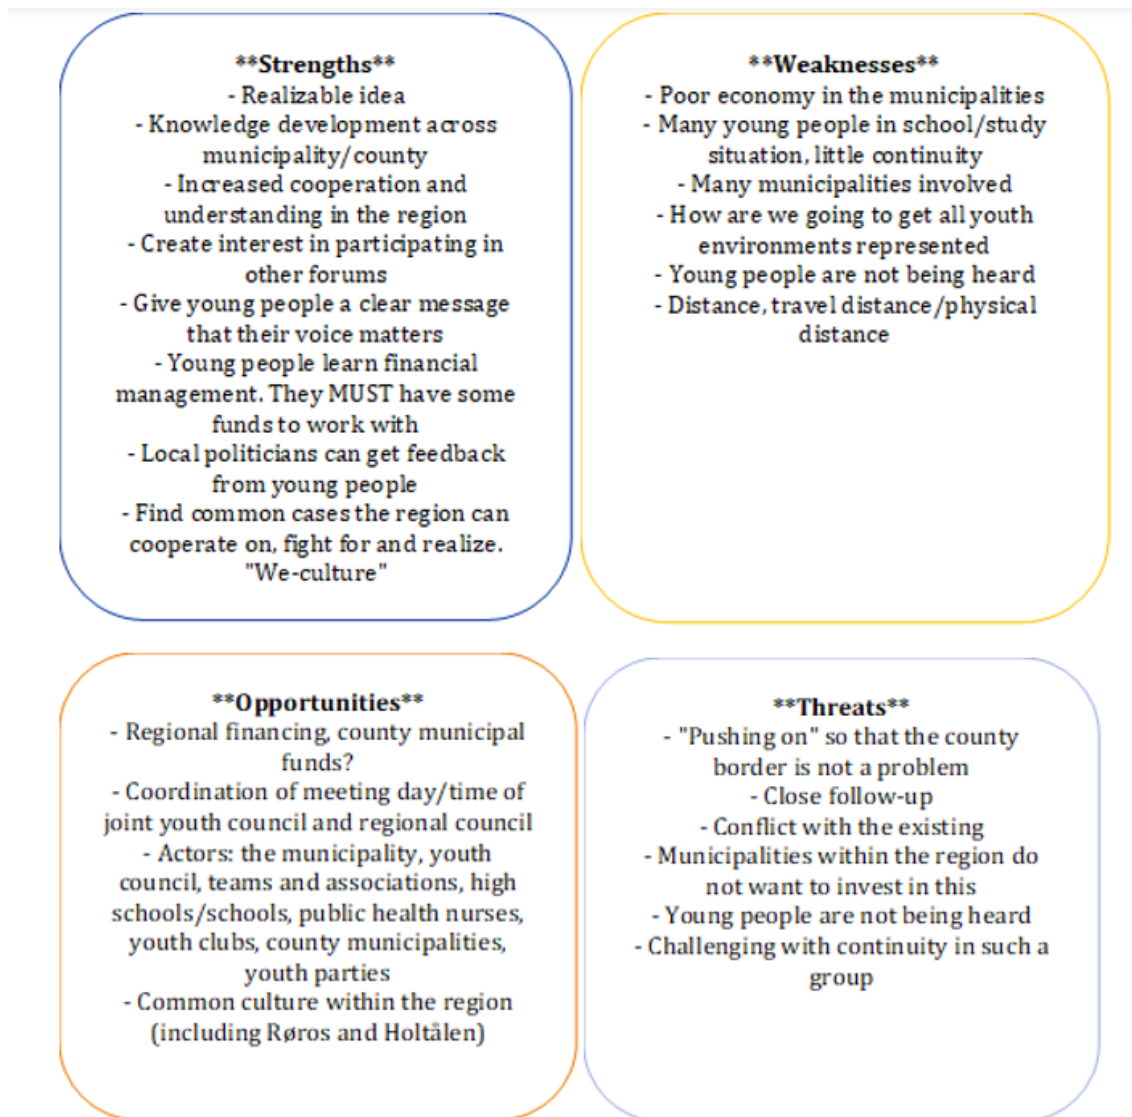 **Strengths**
- Realizable idea
- Knowledge development across
municipality/county
- Increased cooperation and
understanding in the region
- Create interest in participating in
other forums
- Give young people a clear message
that their voice matters
- Young people learn financial
management. They MUST have some
funds to work with
- Local politicians can get feedback
from young people
- Find common cases the region can
cooperate on, fight for and realize.
"We-culture"
**Weaknesses**
- Poor economy in the municipalities
- Many young people in school/study
situation, little continuity
- Many municipalities involved
- How are we going to get all youth
environments represented
- Young people are not being heard
- Distance, travel distance/physical
distance
**Opportunities**
- Regional financing, county municipal
funds?
- Coordination of meeting day/time of
joint youth council and regional council
- Actors: the municipality, youth
council, teams and associations, high
schools/schools, public health nurses,
youth clubs, county municipalities,
youth parties
- Common culture within the region
(including Røros and Holtålen)
**Threats**
- "Pushing on" so that the county
border is not a problem
- Close follow-up
- Conflict with the existing
- Municipalities within the region do
not want to invest in this
- Young people are not being heard
- Challenging with continuity in such a
group